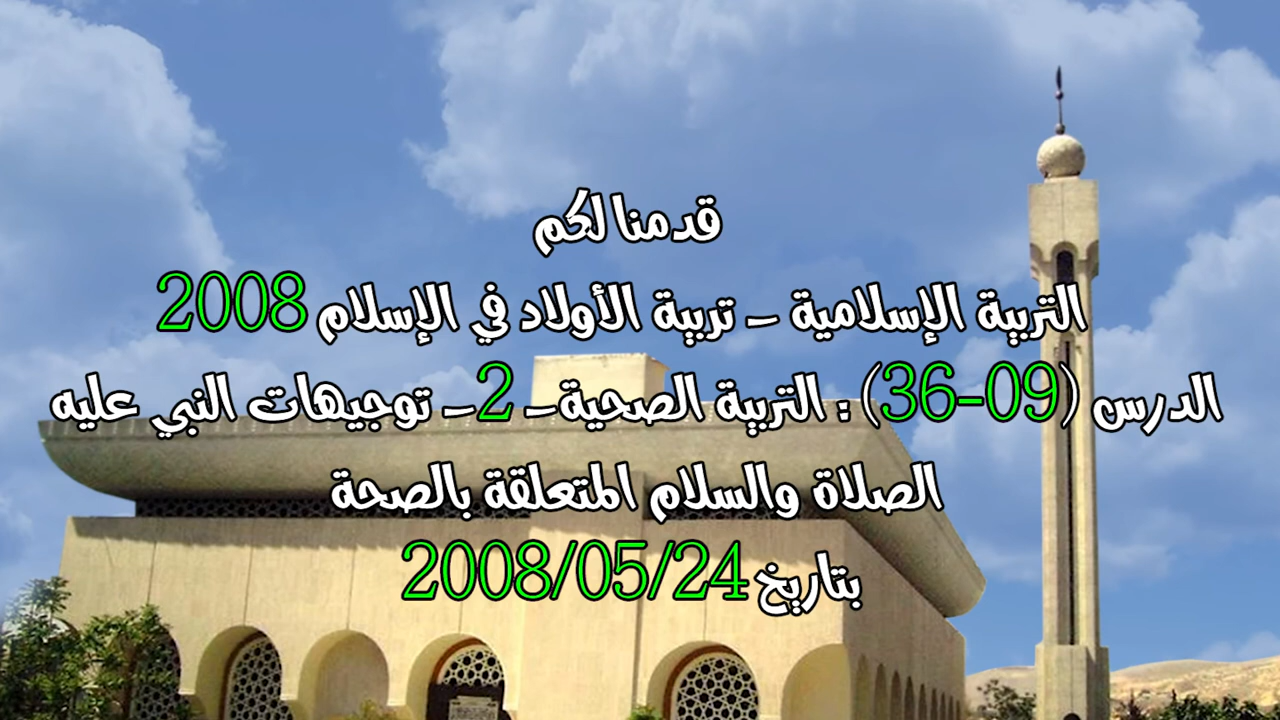 قدمنا لكم
التربية الإسلامية - تربية الأولاد في الإسلام 2008
الدرس (09-36) : التربية الصحية- 2- توجيهات النبي عليه
الصلاة والسلام المتعلقة بالصحة
بتاريخ 2008/05/24